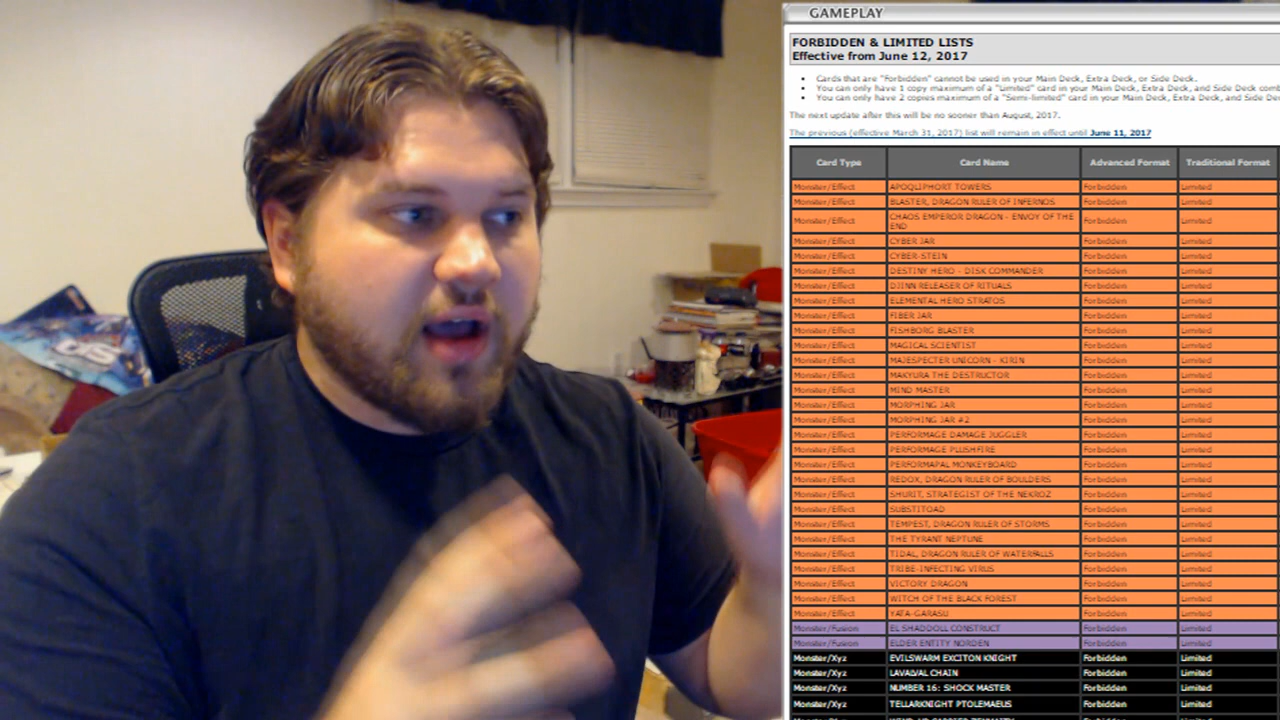 GAMEPLAY
FORBIDDEN & LIMITED LISTS
Effective from June 12, 2017
• Cards that are "Forbidden" cannot be used in your Main Deck, Extra Deck, or Side Deck.
• You can only have 1 copy maximum of a "Limited" card in your Main Deck, Extra Deck, and Side Deck comb
• You can only have 2 copies maximum of a "Semi-limited" card in your Main Deck, Extra Deck, and Side De
The next update after this will be no sooner than August, 2017.
The previous (effective March 31, 2017) list will remain in effect until June 11, 2017
Card Type Card Name Advanced Format Traditional Format
Monster/Effect APOQLIPHORT TOWERS Forbidden Limited
Monster/Effect BLASTER, DRAGON RULER OF INFERNOS Forbidden Limited
Monster/Effect CHAOS EMPEROR DRAGON - ENVOY OF THE END Forbidden Limited
Monster/Effect CYBER JAR Forbidden Limited
Monster/Effect CYBER-STEIN Forbidden Limited
Monster/Effect DESTINY HERO - DISK COMMANDER Forbidden Limited
Monster/Effect DJINN RELEASER OF RITUALS Forbidden Limited
Monster/Effect ELEMENTAL HERO STRATOS Forbidden Limited
Monster/Effect FIBER JAR Forbidden Limited
Monster/Effect FISHBORG BLASTER Forbidden Limited
Monster/Effect MAGICAL SCIENTIST Forbidden Limited
Monster/Effect MAJESPECTER UNICORN - KIRIN Forbidden Limited
Monster/Effect MAKYURA THE DESTRUCTOR Forbidden Limited
Monster/Effect MIND MASTER Forbidden Limited
Monster/Effect MORPHING JAR Forbidden Limited
Monster/Effect MORPHING JAR #2 Forbidden Limited
Monster/Effect PERFORMAGE DAMAGE JUGGLER Forbidden Limited
Monster/Effect PERFORMAGE PLUSHFIRE Forbidden Limited
Monster/Effect PERFORMAPAL MONKEYBOARD Forbidden Limited
Monster/Effect REDOX, DRAGON RULER OF BOULDERS Forbidden Limited
Monster/Effect SHURIT, STRATEGIST OF THE NEKROZ Forbidden Limited
Monster/Effect SUBSTITOAD Forbidden Limited
Monster/Effect TEMPEST, DRAGON RULER OF STORMS Forbidden Limited
Monster/Effect THE TYRANT NEPTUNE Forbidden Limited
Monster/Effect TIDAL, DRAGON RULER OF WATERFALLS Forbidden Limited
Monster/Effect TRIBE-INFECTING VIRUS Forbidden Limited
Monster/Effect VICTORY DRAGON Forbidden Limited
Monster/Effect WITCH OF THE BLACK FOREST Forbidden Limited
Monster/Effect YATA-GARASU Forbidden Limited
Monster/Fusion EL SHADDOLL CONSTRUCT Forbidden Limited
Monster/Fusion ELDER ENTITY NORDEN Forbidden Limited
Monster/Xyz EVILSWARM EXCITON KNIGHT Forbidden Limited
Monster/Xyz LAVALVAL CHAIN Forbidden Limited
Monster/Xyz NUMBER 16: SHOCK MASTER Forbidden Limited
Monster/Xyz TELLARKNIGHT PTOLEMAEUS Forbidden Limited